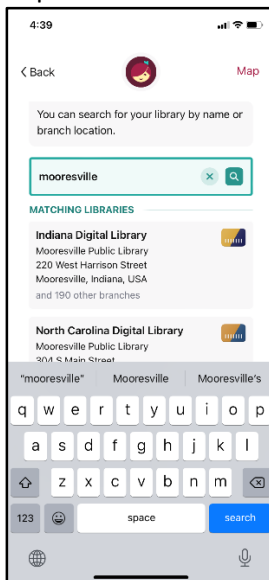 4:39
Back
Map
You can search for your library by name or
branch location.
mooresville
MATCHING LIBRARIES
Indiana Digital Library
Mooresville Public Library
220 West Harrison Street
Mooresville, Indiana, USA
and 190 other branches
North Carolina Digital Library
Mooresville Public Library
304 S Main Street
"mooresville" Mooresville Mooresville's
q w e r t y u i o p
a s d f g h j k l
z x c v b n m
123 space search